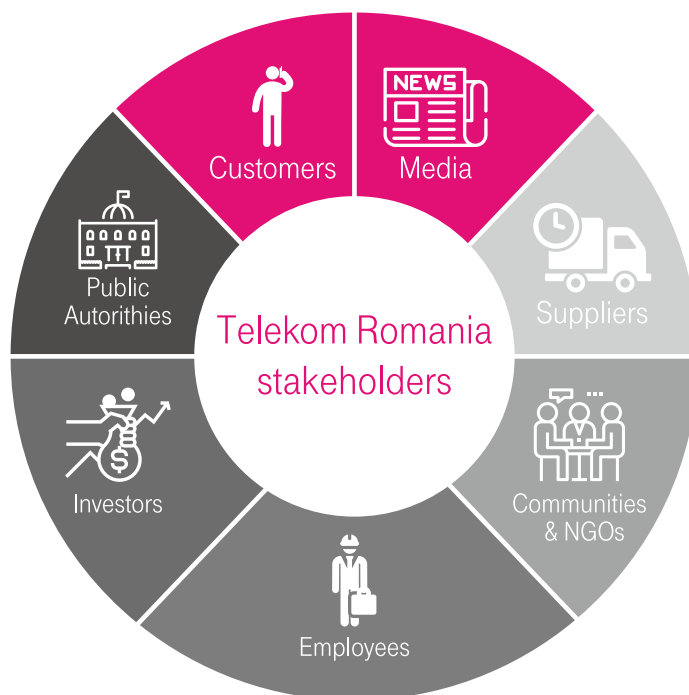 NEWS
Customers
Media
Public
Autorithies
Suppliers
Telekom Romania
stakeholders
$
Investors
Communities
& NGOs
Employees